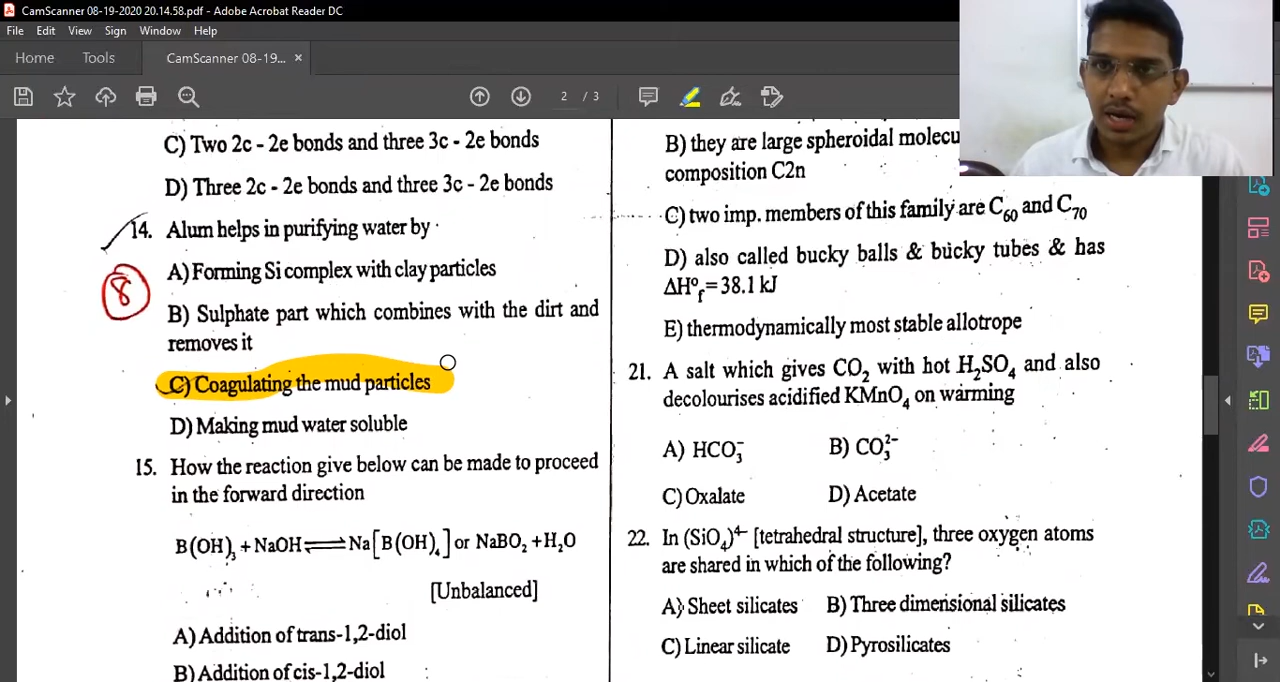 CamScanner 08-19-2020 20.14.58.pdf - Adobe Acrobat Reader DC
File Edit View Sign Window Help
Home Tools CamScanner 08-19... ×
2 / 3
C) Two 2c - 2e bonds and three 3c - 2e bonds
D) Three 2c - 2e bonds and three 3c - 2e bonds
14. Alum helps in purifying water by
8
A) Forming Si complex with clay particles
B) Sulphate part which combines with the dirt and
removes it
C) Coagulating the mud particles
D) Making mud water soluble
15. How the reaction give below can be made to proceed
in the forward direction
B(OH)₃ + NaOH ⇌ Na[B(OH)₄] or NaBO₂ + H₂O
[Unbalanced]
A) Addition of trans-1,2-diol
B) Addition of cis-1,2-diol
B) they are large spheroidal molecu
composition C2n
C) two imp. members of this family are C₆₀ and C₇₀
D) also called bucky balls & bucky tubes & has
ΔH°f = 38.1 kJ
E) thermodynamically most stable allotrope
21. A salt which gives CO₂ with hot H₂SO₄ and also
decolourises acidified KMnO₄ on warming
A) HCO₃⁻ B) CO₃²⁻
C) Oxalate D) Acetate
22. In (SiO₄)⁴⁻ [tetrahedral structure], three oxygen atoms
are shared in which of the following?
A) Sheet silicates B) Three dimensional silicates
C) Linear silicate D) Pyrosilicates